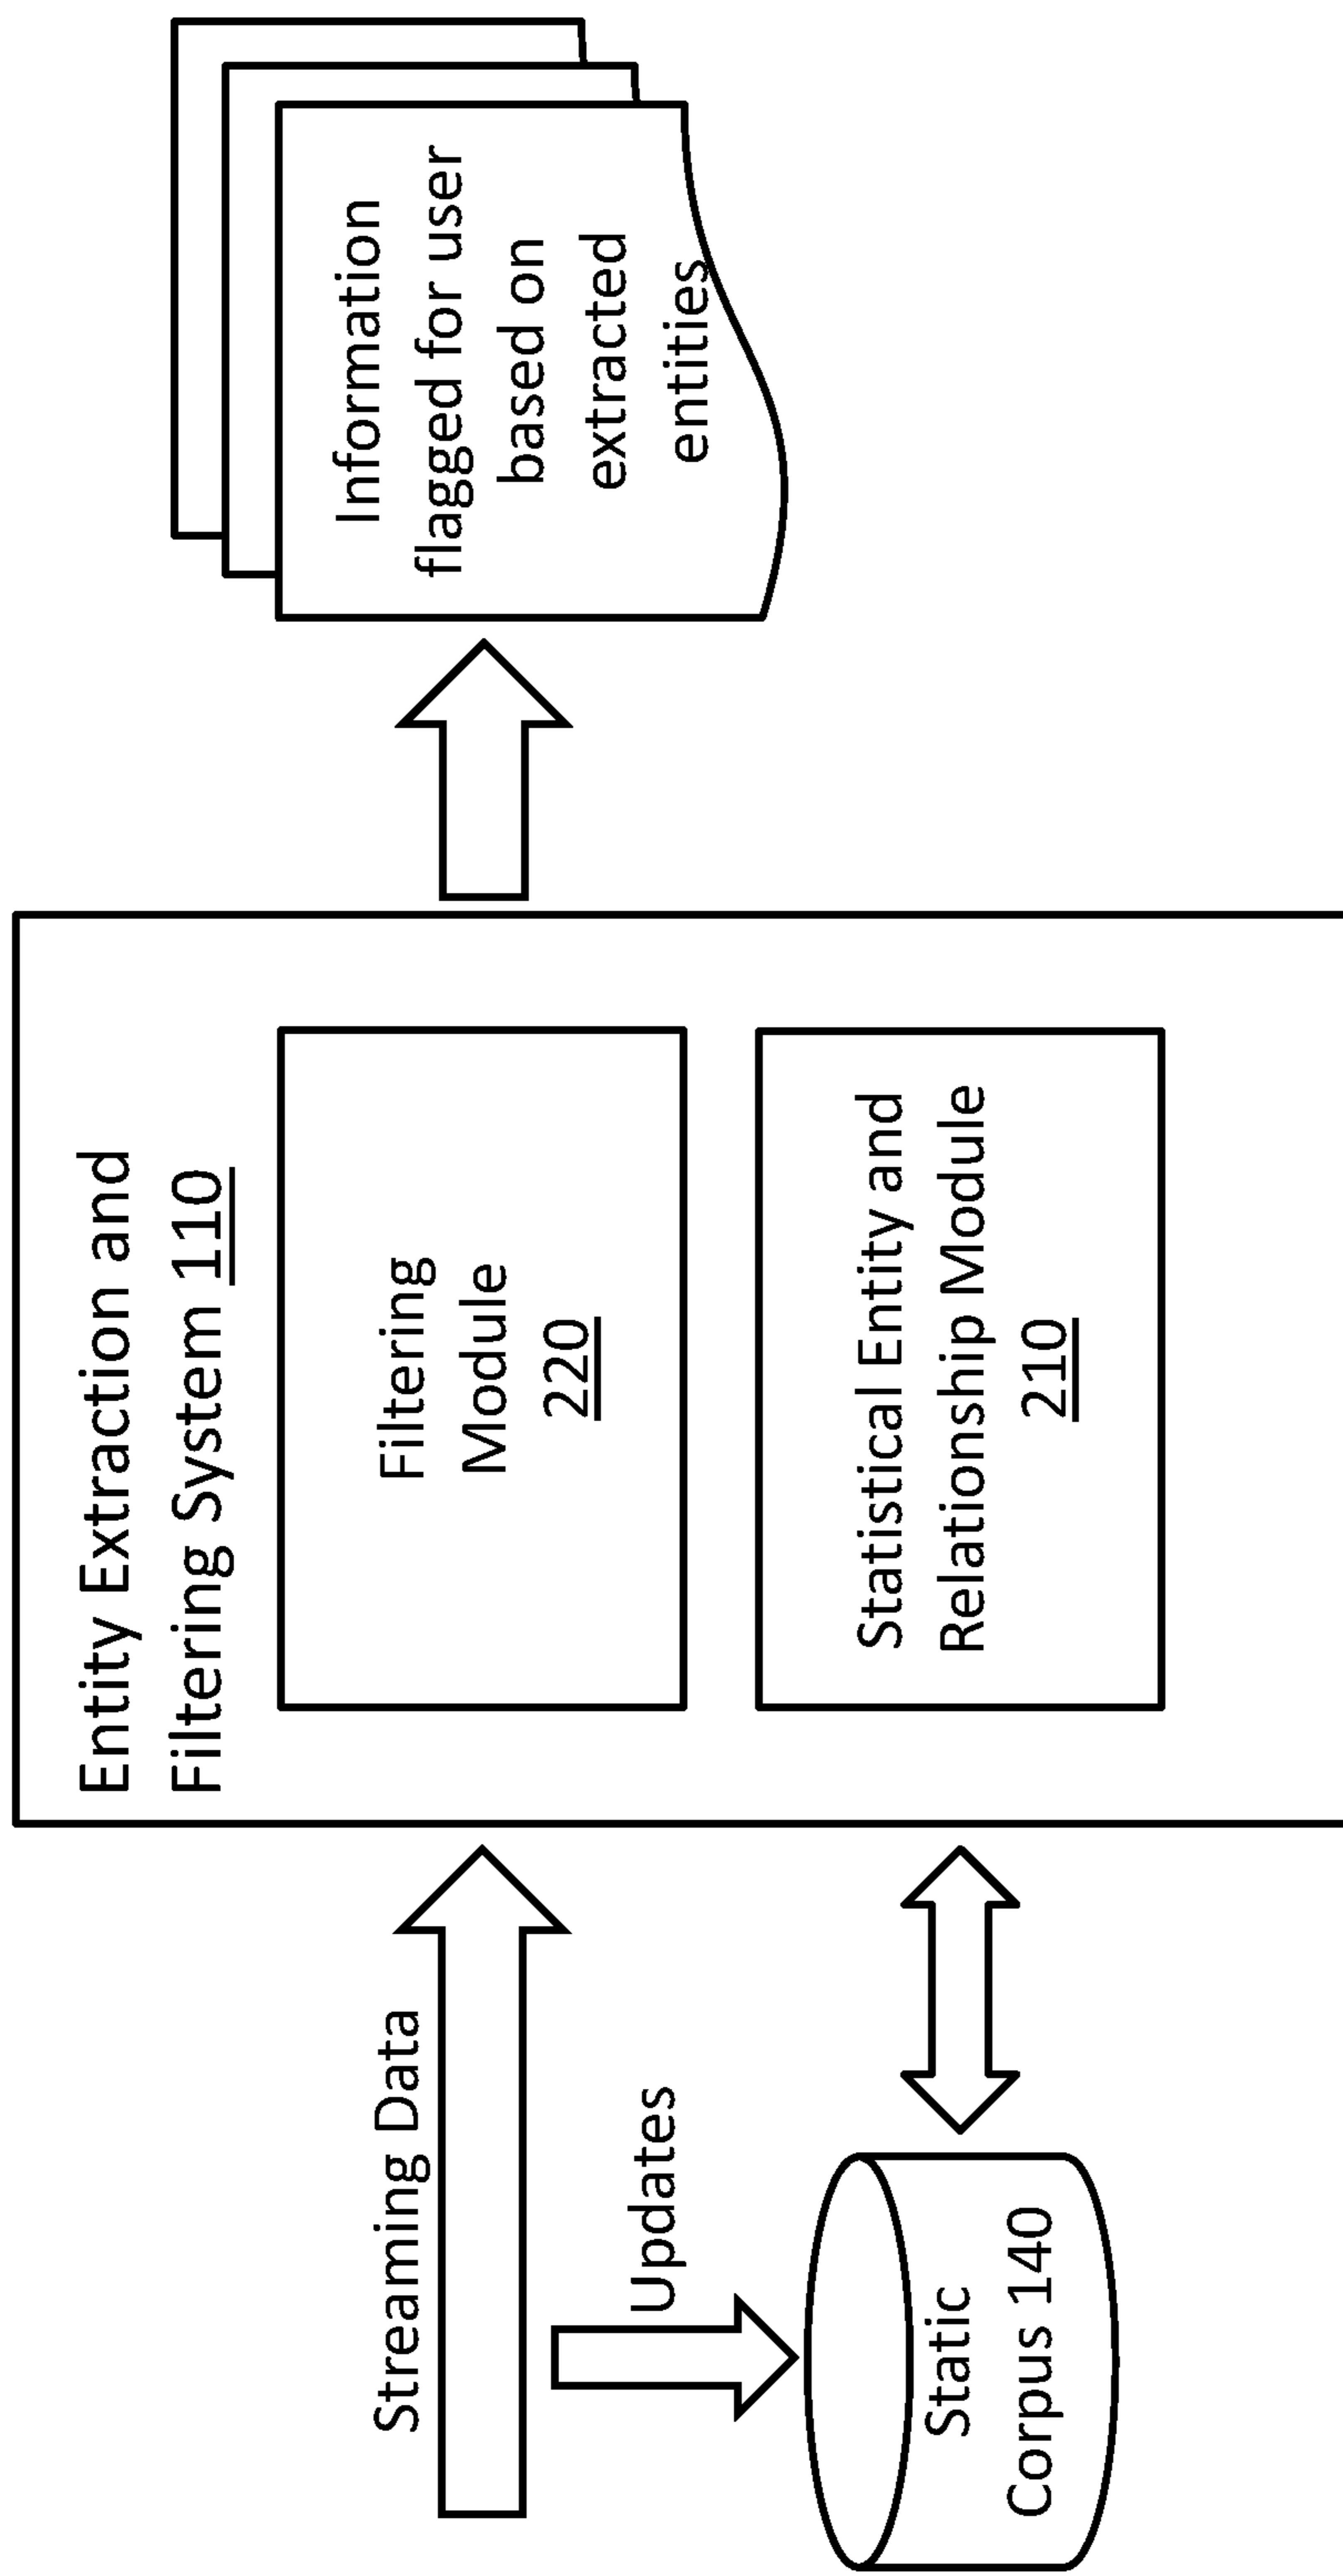 Streaming Data
Updates
Static
Corpus 140
Entity Extraction and
Filtering System 110
Filtering
Module
220
Statistical Entity and
Relationship Module
210
Information
flagged for user
based on
extracted
entities